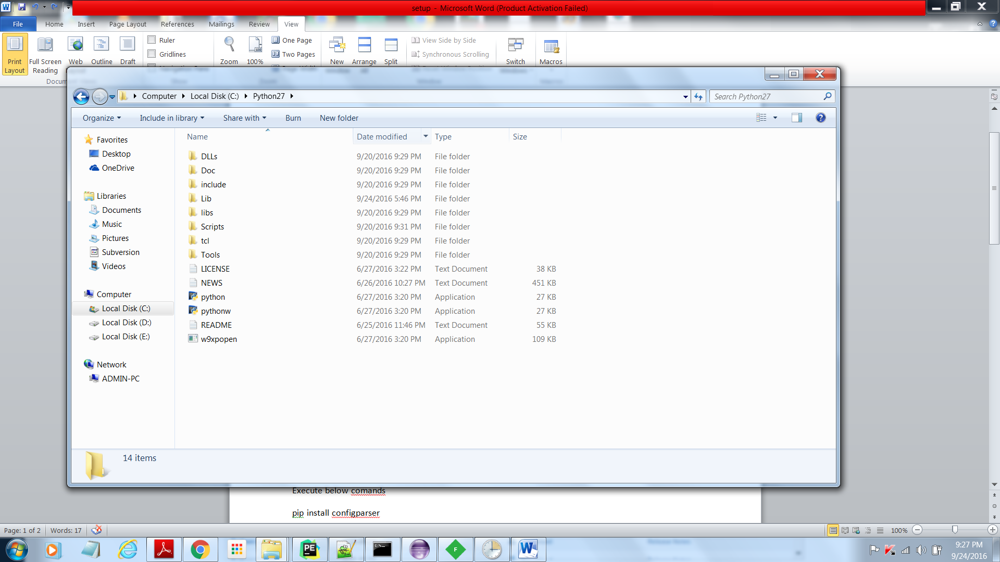 setup - Microsoft Word (Product Activation Failed)
File Home Insert Page Layout References Mailings Review View
Print Layout
Full Screen Reading
Web
Outline
Draft
Ruler
Gridlines
Zoom
100%
One Page
Two Pages
New
Arrange
Split
View Side by Side
Synchronous Scrolling
Switch
Macros
Computer Local Disk (C:) Python27
Search Python27
Organize Include in library Share with Burn New folder
Name Date modified Type Size
Favorites
Desktop
OneDrive
Libraries
Documents
Music
Pictures
Subversion
Videos
Computer
Local Disk (C:)
Local Disk (D:)
Local Disk (E:)
Network
ADMIN-PC
DLLs 9/20/2016 9:29 PM File folder
Doc 9/20/2016 9:29 PM File folder
include 9/20/2016 9:29 PM File folder
Lib 9/24/2016 5:46 PM File folder
libs 9/20/2016 9:29 PM File folder
Scripts 9/20/2016 9:31 PM File folder
tcl 9/20/2016 9:29 PM File folder
Tools 9/20/2016 9:29 PM File folder
LICENSE 6/27/2016 3:22 PM Text Document 38 KB
NEWS 6/26/2016 10:27 PM Text Document 451 KB
python 6/27/2016 3:20 PM Application 27 KB
pythonw 6/27/2016 3:20 PM Application 27 KB
README 6/25/2016 11:46 PM Text Document 55 KB
w9xpopen 6/27/2016 3:20 PM Application 109 KB
14 items
Execute below comands
pip install configparser
Page: 1 of 2 Words: 17
100%
9:27 PM
9/24/2016